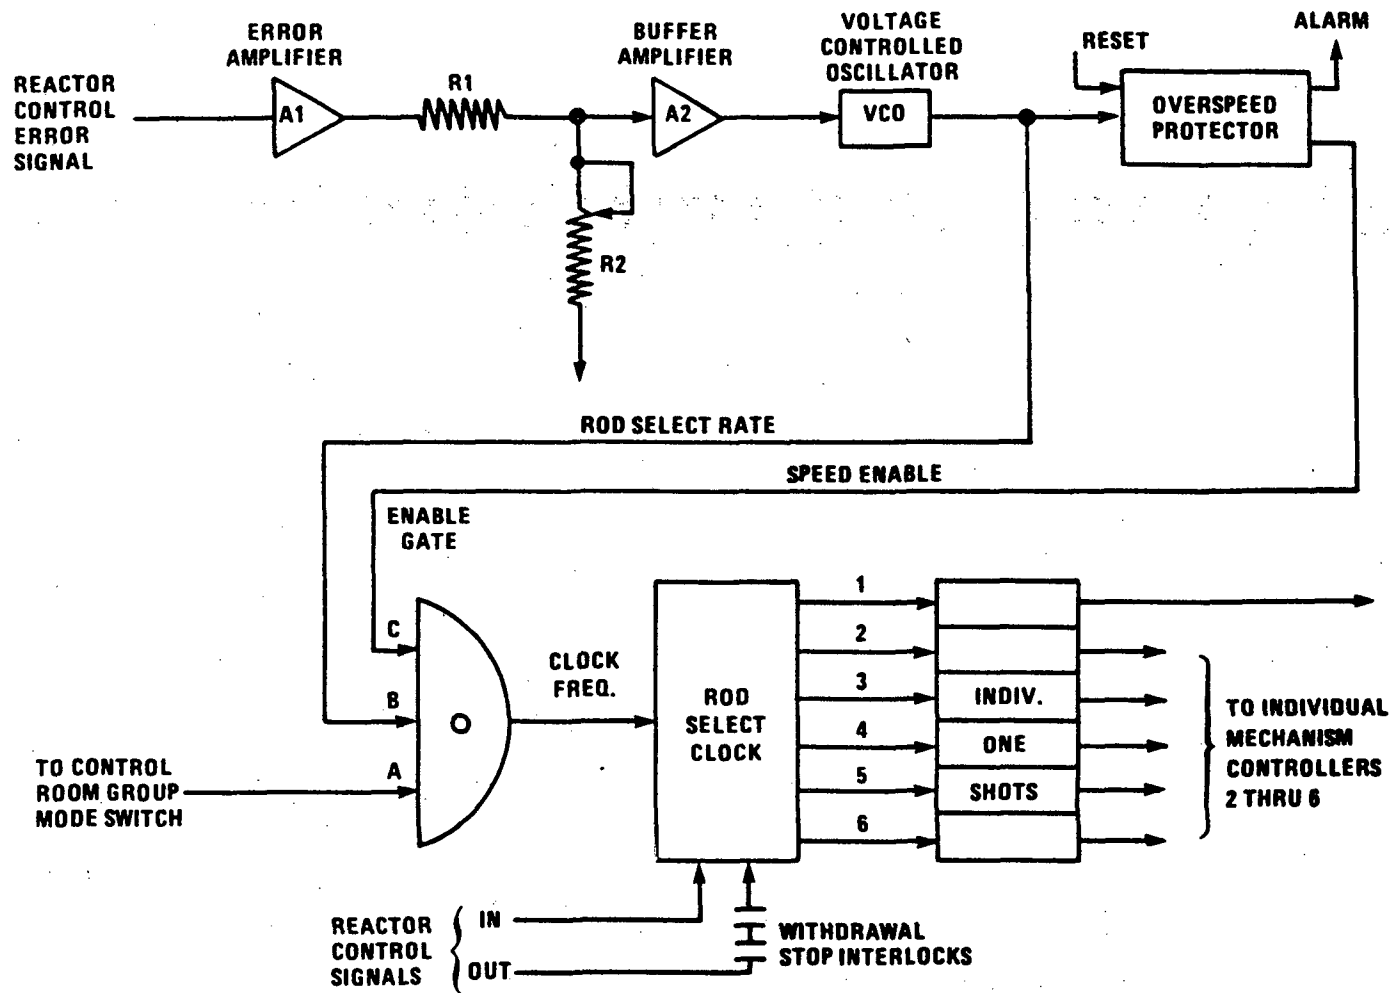 ERROR
AMPLIFIER
BUFFER
AMPLIFIER
VOLTAGE
CONTROLLED
OSCILLATOR
RESET
ALARM
REACTOR
CONTROL
ERROR
SIGNAL
A1
R1
A2
VCO
OVERSPEED
PROTECTOR
R2
ROD SELECT RATE
SPEED ENABLE
ENABLE
GATE
C
B
A
O
CLOCK
FREQ.
TO CONTROL
ROOM GROUP
MODE SWITCH
ROD
SELECT
CLOCK
1
2
3
4
5
6
INDIV.
ONE
SHOTS
TO INDIVIDUAL
MECHANISM
CONTROLLERS
2 THRU 6
REACTOR
CONTROL
SIGNALS
IN
OUT
WITHDRAWAL
STOP INTERLOCKS